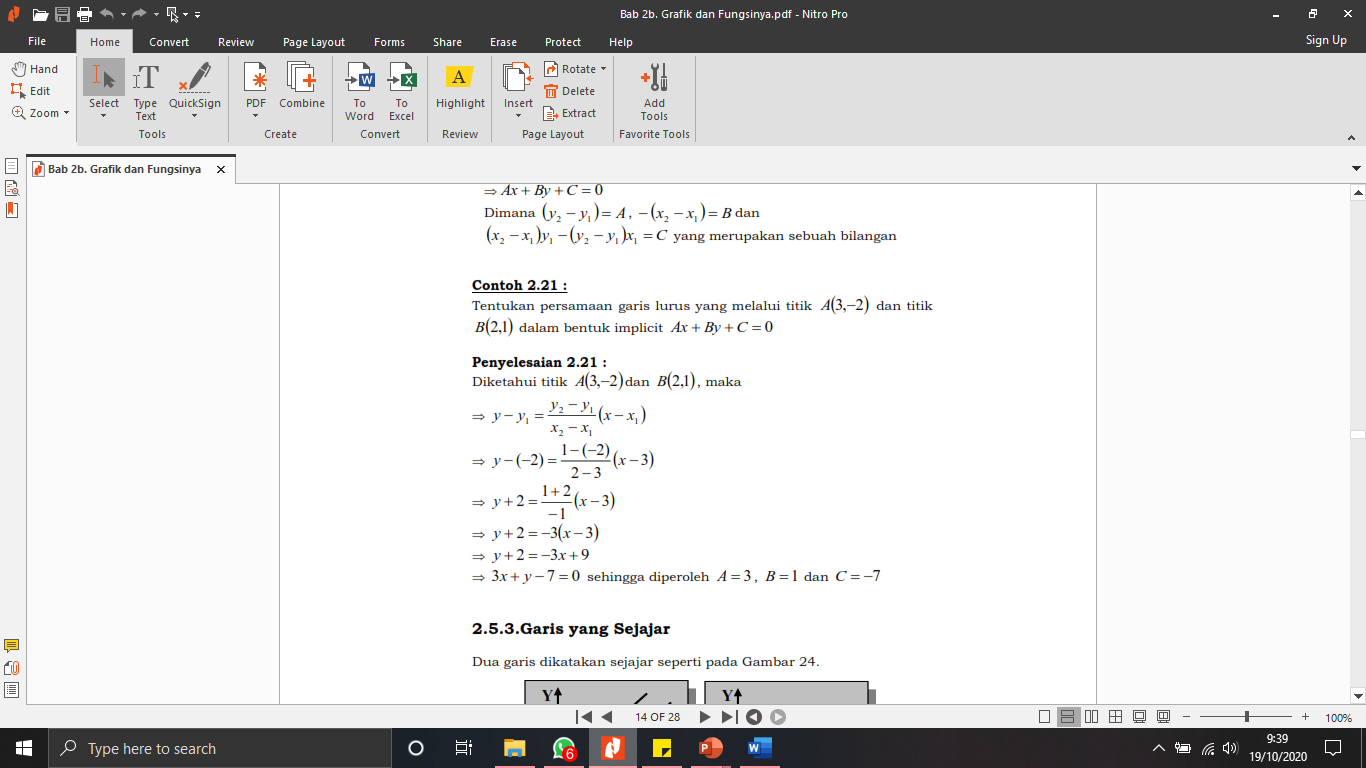 Bab 2b. Grafik dan Fungsinya.pdf - Nitro Pro
File Home Convert Review Page Layout Forms Share Erase Protect Help Sign Up
Hand
Edit
Zoom
Select
Type Text
QuickSign
Tools
PDF
Combine
Create
To Word
To Excel
Convert
Highlight
Review
Insert
Rotate
Delete
Extract
Page Layout
Add Tools
Favorite Tools
Bab 2b. Grafik dan Fungsinya
⇒ Ax + By + C = 0
Dimana (y₂ − y₁) = A , −(x₂ − x₁) = B dan
(x₂ − x₁)y₁ − (y₂ − y₁)x₁ = C yang merupakan sebuah bilangan
Contoh 2.21 :
Tentukan persamaan garis lurus yang melalui titik A(3,−2) dan titik
B(2,1) dalam bentuk implicit Ax + By + C = 0
Penyelesaian 2.21 :
Diketahui titik A(3,−2) dan B(2,1) , maka
⇒ y − y₁ = (y₂ − y₁)/(x₂ − x₁) (x − x₁)
⇒ y − (−2) = (1 − (−2))/(2 − 3) (x − 3)
⇒ y + 2 = (1 + 2)/(−1) (x − 3)
⇒ y + 2 = −3(x − 3)
⇒ y + 2 = −3x + 9
⇒ 3x + y − 7 = 0 sehingga diperoleh A = 3 , B = 1 dan C = −7
2.5.3.Garis yang Sejajar
Dua garis dikatakan sejajar seperti pada Gambar 24.
Y Y
14 OF 28
100%
Type here to search
6
9:39
19/10/2020